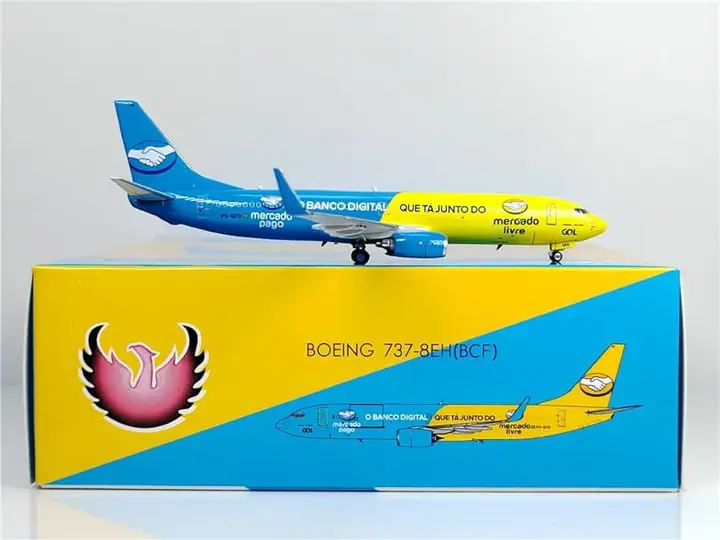 O BANCO DIGITAL
QUE TÁ JUNTO DO
mercado
pago
mercado
livre
GOL
BOEING 737-8EH(BCF)
O BANCO DIGITAL
QUE TÁ JUNTO DO
mercado
pago
mercado
livre
GOL